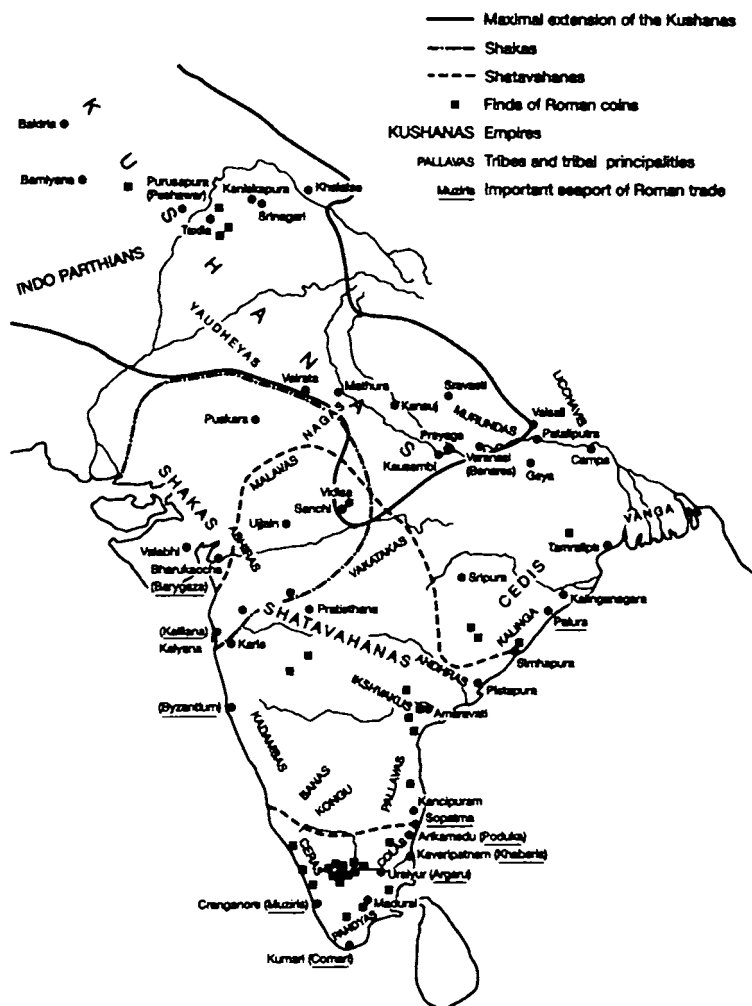 Maximal extension of the Kushanas
Shakas
Shatavahanas
Finds of Roman coins
KUSHANAS Empires
PALLAVAS Tribes and tribal principalities
Muziris Important seaport of Roman trade
KUSHANAS
Baktria
Bamiyana
Purusapura
(Peshawar)
Kanishkapura
Khalatse
Srinagari
Taxila
INDO PARTHIANS
YAUDHEYAS
Vairata
Mathura
Sravasti
LICCHAVIS
Puskara
NAGAS
Kanauj
MURUNDAS
Vaisali
Prayaga
Pataliputra
Kausambi
Varanasi
(Benares)
Campa
Gaya
SHAKAS
MALAVAS
Vidisa
Sanchi
Ujjain
VANGA
ABHIRAS
VAKATAKAS
Tamralipti
Valabhi
Bharukaccha
(Barygaza)
Sripura
CEDIS
Kalinganagara
Pratisthana
Palura
SHATAVAHANAS
KALINGA
(Kalliana)
Kalyana
Karla
Simhapura
ANDHRAS
Pistapura
IKSHVAKUS
(Byzantium)
Amaravati
KADAMBAS
BANAS
KONGU
PALLAVAS
Kancipuram
Sopatma
Arikamedu (Poduka)
CERAS
COLAS
Kaveripatnam (Khaberis)
Uraiyur (Argaru)
Cranganore (Muziris)
Madurai
PANDYAS
Kumari (Comari)